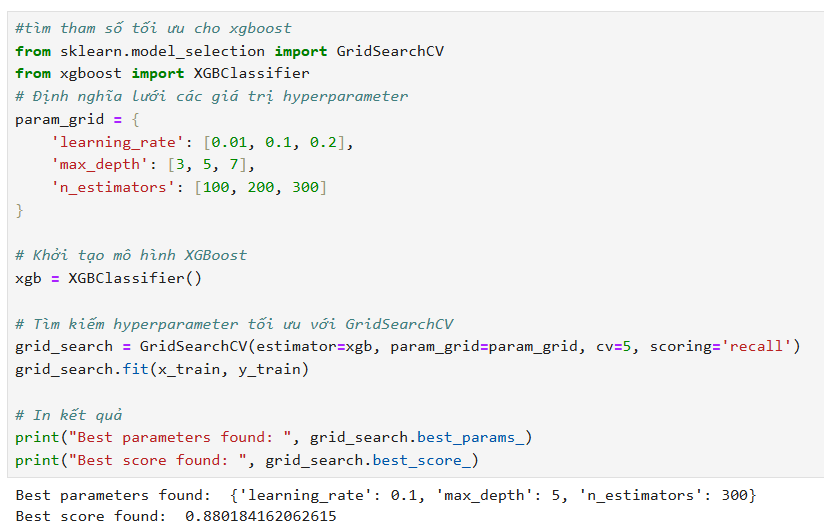 #tìm tham số tối ưu cho xgboost
from sklearn.model_selection import GridSearchCV
from xgboost import XGBClassifier
# Định nghĩa lưới các giá trị hyperparameter
param_grid = {
    'learning_rate': [0.01, 0.1, 0.2],
    'max_depth': [3, 5, 7],
    'n_estimators': [100, 200, 300]
}
# Khởi tạo mô hình XGBoost
xgb = XGBClassifier()
# Tìm kiếm hyperparameter tối ưu với GridSearchCV
grid_search = GridSearchCV(estimator=xgb, param_grid=param_grid, cv=5, scoring='recall')
grid_search.fit(x_train, y_train)
# In kết quả
print("Best parameters found: ", grid_search.best_params_)
print("Best score found: ", grid_search.best_score_)
Best parameters found:  {'learning_rate': 0.1, 'max_depth': 5, 'n_estimators': 300}
Best score found:  0.880184162062615